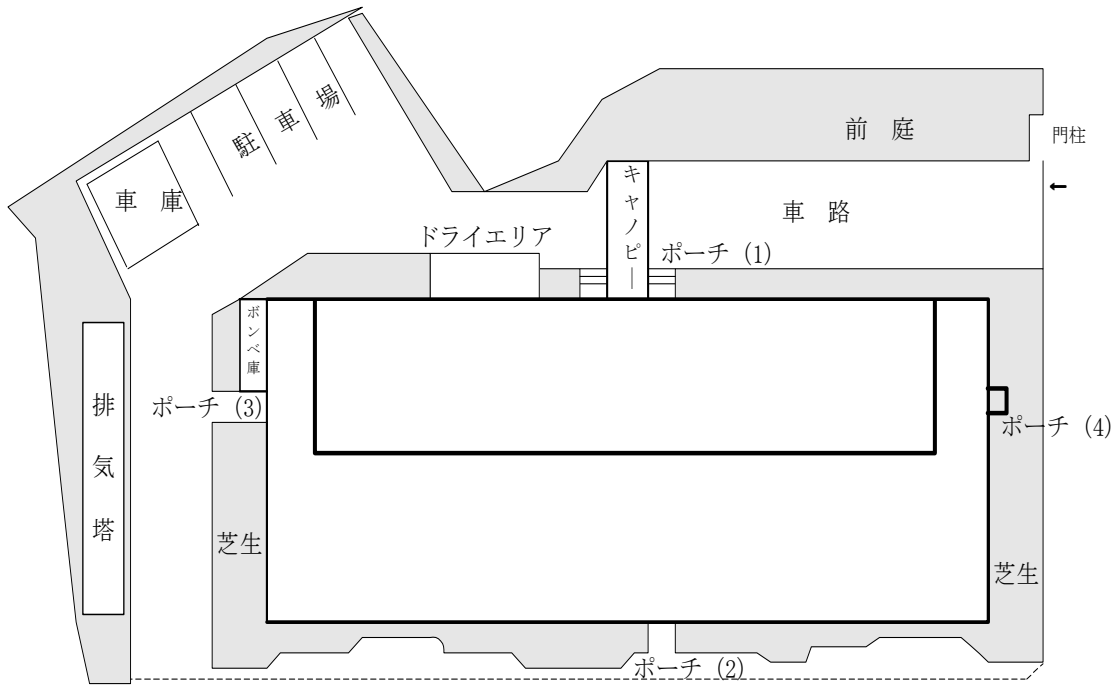 駐車場
車庫
前庭
門柱
←
車路
キャノピー
ドライエリア
ポーチ (1)
ボンベ庫
ポーチ (3)
ポーチ (4)
排気塔
芝生
芝生
ポーチ (2)